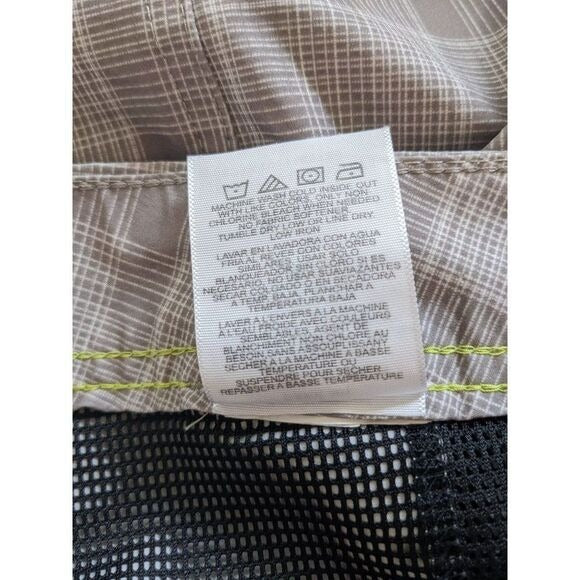 MACHINE WASH COLD INSIDE OUT
WITH LIKE COLORS, ONLY NON-
CHLORINE BLEACH WHEN NEEDED
NO FABRIC SOFTENER
TUMBLE DRY LOW OR LINE DRY
LOW IRON
LAVAR EN LAVADORA CON AGUA
FRIA AL REVES/CON COLORES
SIMILARES. USAR SOLO
BLANQUEADOR SIN CLORO SI ES
NECESARIO. NO USAR SUAVIZANTES
SECAR COLGADO O EN SECADORA
A TEMP. BAJA. PLANCHAR A
TEMPERATURA BAJA
LAVER À L'ENVERS A LA MACHINE
A L'EAU FROIDE AVEC COULEURS
SEMBLABLES. AGENT DE
BLANCHIMENT NON CHLORE AU
BESOIN SANS ASSOUPLISSANT
SECHER A LA MACHINE A BASSE
TEMPERATURE OU
SUSPENDRE POUR SECHER
REPASSER A BASSE TEMPERATURE